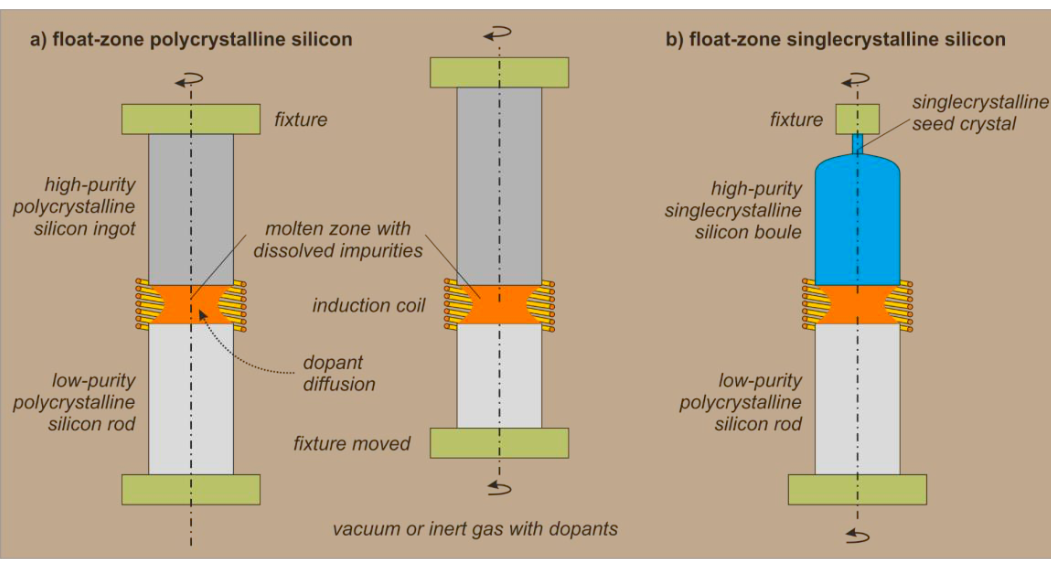 a) float-zone polycrystalline silicon
fixture
high-purity
polycrystalline
silicon ingot
molten zone with
dissolved impurities
induction coil
dopant
diffusion
low-purity
polycrystalline
silicon rod
fixture moved
vacuum or inert gas with dopants
b) float-zone singlecrystalline silicon
singlecrystalline
seed crystal
fixture
high-purity
singlecrystalline
silicon boule
low-purity
polycrystalline
silicon rod